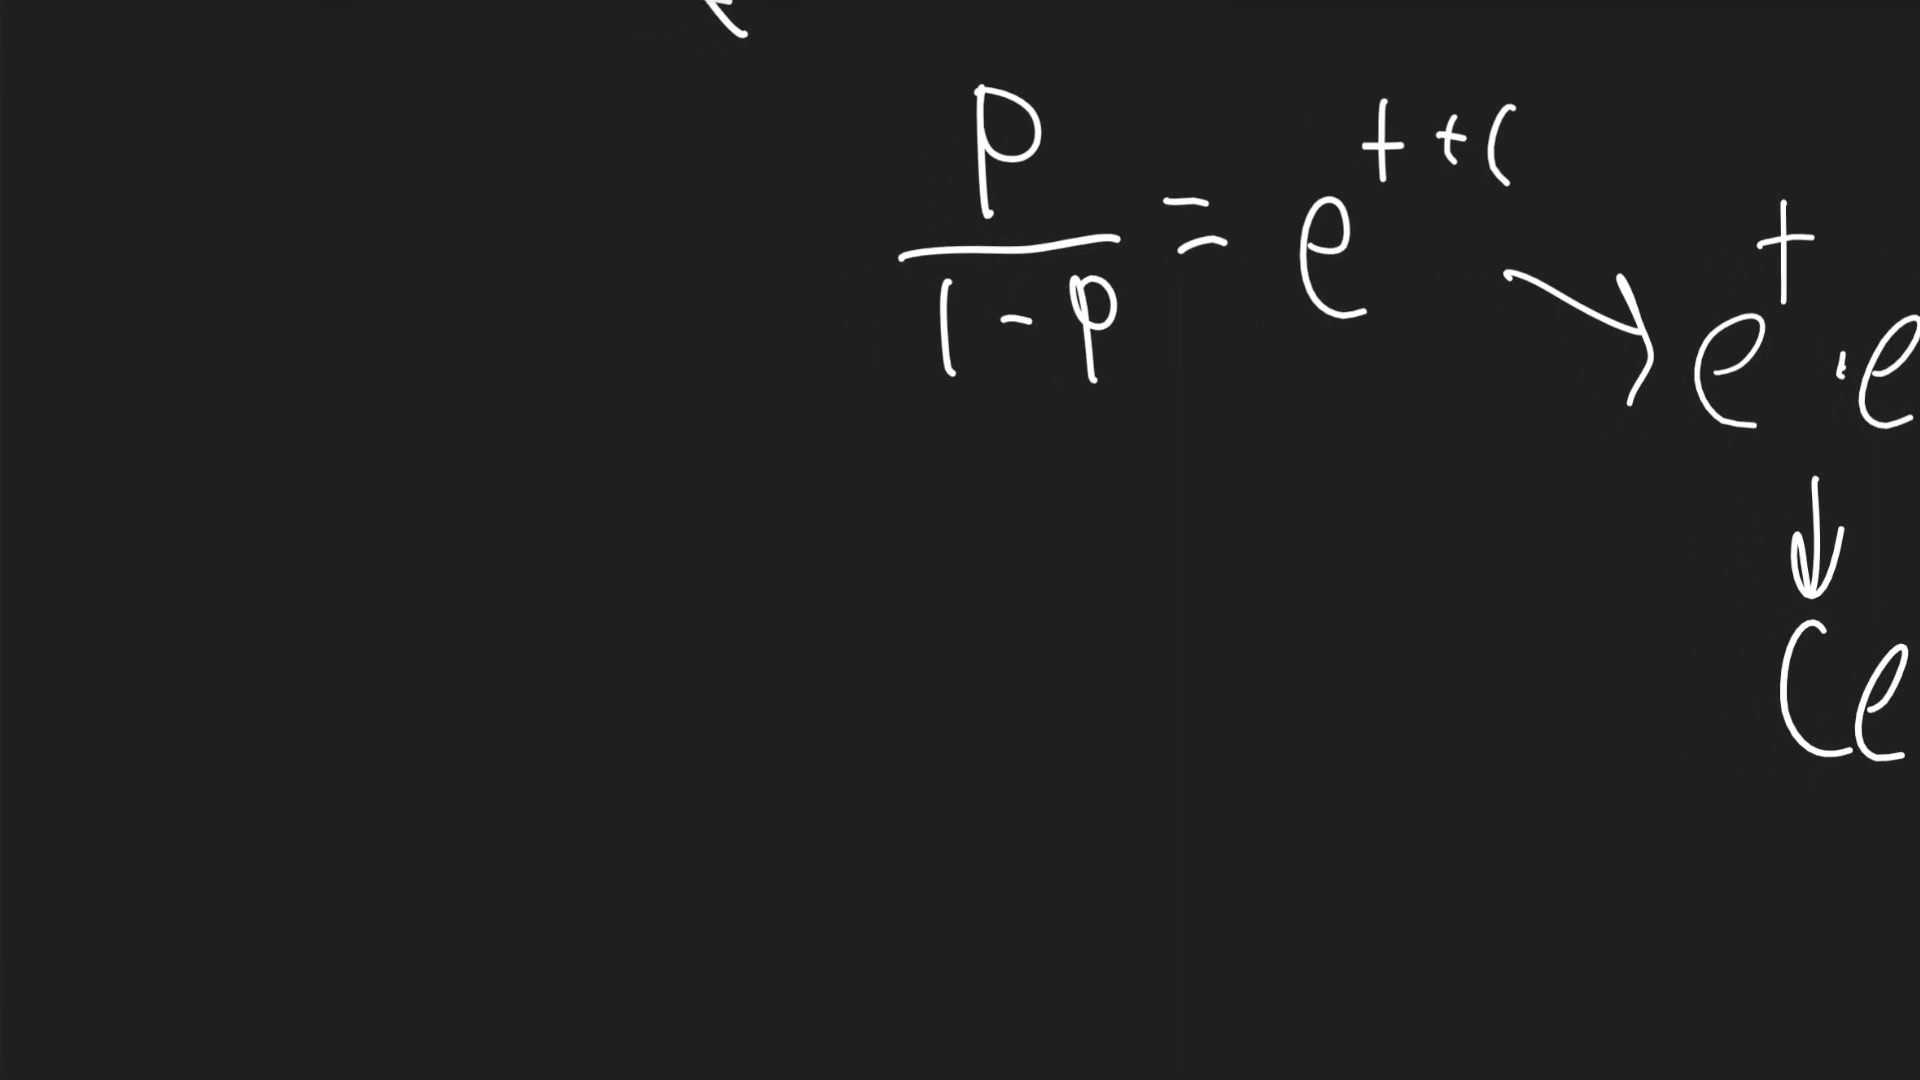 p/(1-p) = e^(t+c) → e^t · e
↓
Ce